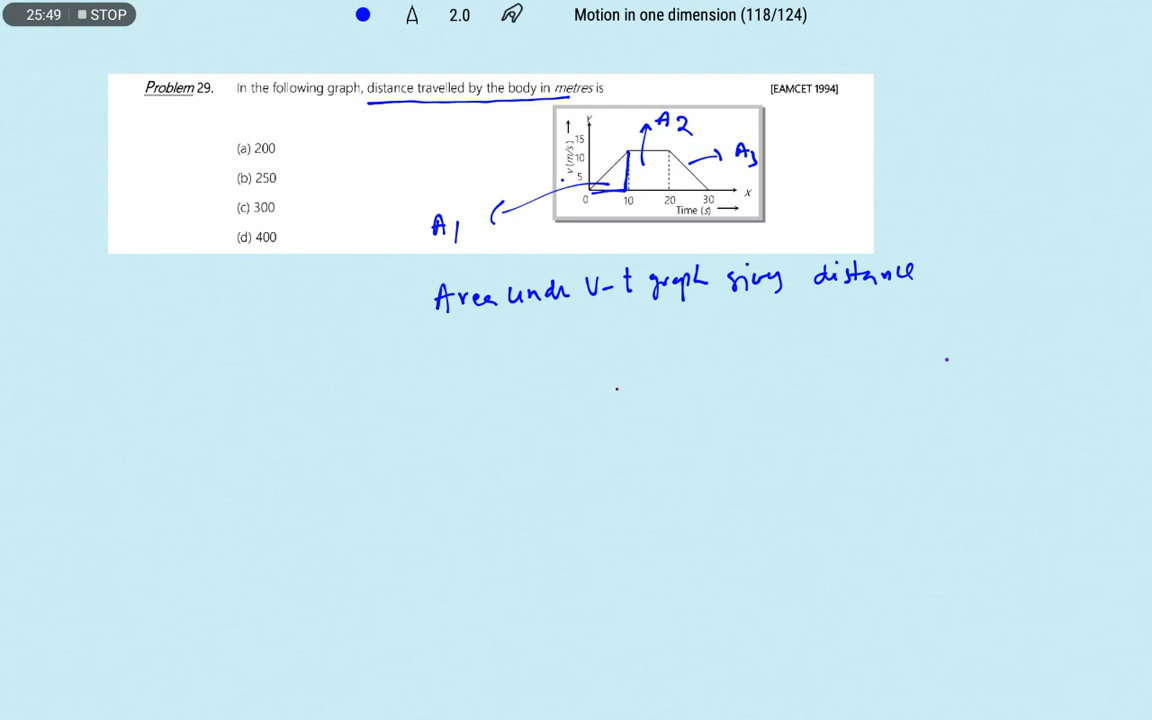 25:49 STOP 2.0 Motion in one dimension (118/124)
Problem 29. In the following graph, distance travelled by the body in metres is [EAMCET 1994]
(a) 200
(b) 250
(c) 300
(d) 400
Y
15
10
5
v (m/s)
0 10 20 30 X
Time (s)
A2
A3
A1
Area under V-t graph gives distance